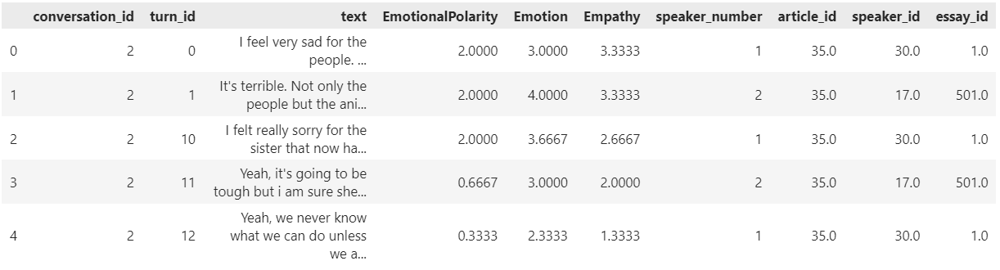 conversation_id turn_id text EmotionalPolarity Emotion Empathy speaker_number article_id speaker_id essay_id
0 2 0 I feel very sad for the
people. ... 2.0000 3.0000 3.3333 1 35.0 30.0 1.0
1 2 1 It's terrible. Not only the
people but the ani... 2.0000 4.0000 3.3333 2 35.0 17.0 501.0
2 2 10 I felt really sorry for the
sister that now ha... 2.0000 3.6667 2.6667 1 35.0 30.0 1.0
3 2 11 Yeah, it's going to be
tough but i am sure she... 0.6667 3.0000 2.0000 2 35.0 17.0 501.0
4 2 12 Yeah, we never know
what we can do unless
we a... 0.3333 2.3333 1.3333 1 35.0 30.0 1.0